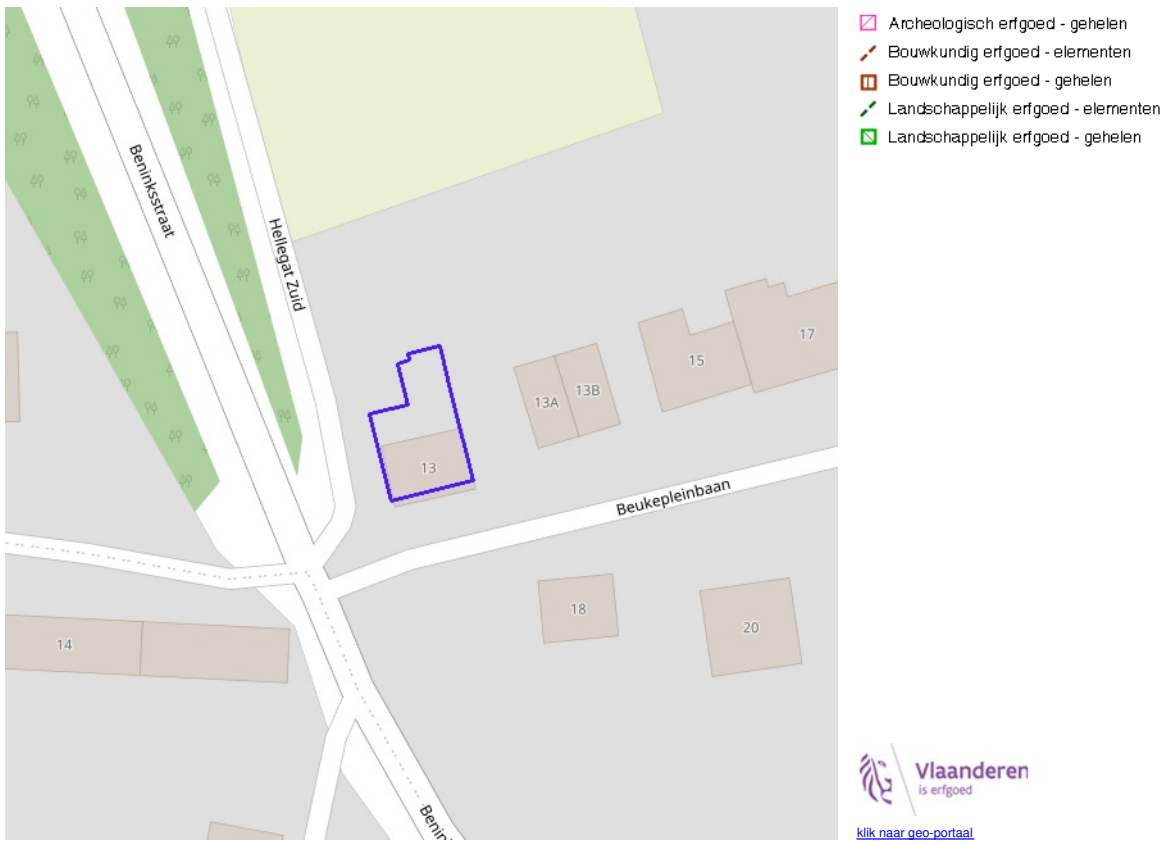 Archeologisch erfgoed - gehelen
Bouwkundig erfgoed - elementen
Bouwkundig erfgoed - gehelen
Landschappelijk erfgoed - elementen
Landschappelijk erfgoed - gehelen
Beninksstraat
Hellegat Zuid
17
15
13B
13A
13
Beukepleinbaan
18
20
14
Benin
Vlaanderen
is erfgoed
klik naar geo-portaal